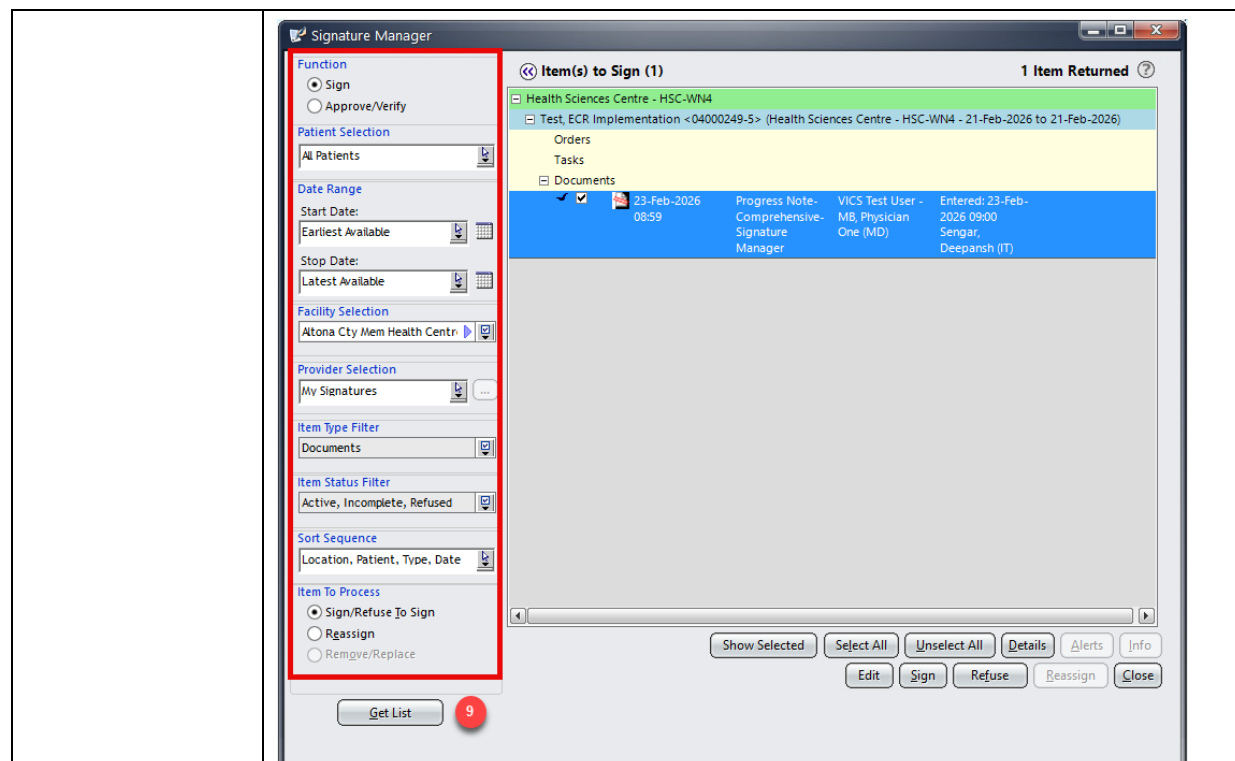 Signature Manager
Function
Sign
Approve/Verify
Patient Selection
All Patients
Date Range
Start Date:
Earliest Available
Stop Date:
Latest Available
Facility Selection
Altona Cty Mem Health Centr
Provider Selection
My Signatures
...
Item Type Filter
Documents
Item Status Filter
Active, Incomplete, Refused
Sort Sequence
Location, Patient, Type, Date
Item To Process
Sign/Refuse To Sign
Reassign
Remove/Replace
Get List
9
Item(s) to Sign (1)
1 Item Returned
Health Sciences Centre - HSC-WN4
Test, ECR Implementation <04000249-5> (Health Sciences Centre - HSC-WN4 - 21-Feb-2026 to 21-Feb-2026)
Orders
Tasks
Documents
23-Feb-2026 Progress Note- VICS Test User - Entered: 23-Feb-
08:59 Comprehensive- MB, Physician 2026 09:00
Signature One (MD) Sengar,
Manager Deepansh (IT)
Show Selected Select All Unselect All Details Alerts Info
Edit Sign Refuse Reassign Close